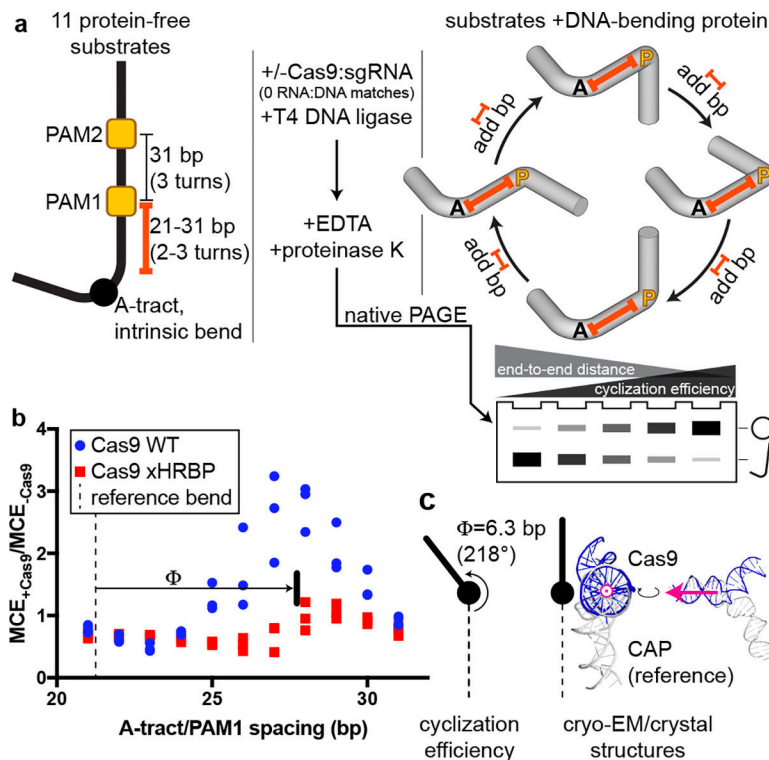 a
11 protein-free
substrates
PAM2
PAM1
31 bp
(3 turns)
21-31 bp
(2-3 turns)
A-tract,
intrinsic bend
+/-Cas9:sgRNA
(0 RNA:DNA matches)
+T4 DNA ligase
+EDTA
+proteinase K
native PAGE
substrates +DNA-bending protein
A
P
add bp
A
P
add bp
A
P
add bp
A
P
add bp
end-to-end distance
cyclization efficiency
b
MCE+Cas9/MCE-Cas9
4
3
2
1
0
Cas9 WT
Cas9 xHRBP
reference bend
Φ
20
25
30
A-tract/PAM1 spacing (bp)
c
Φ=6.3 bp
(218°)
Cas9
CAP
(reference)
cyclization
efficiency
cryo-EM/crystal
structures